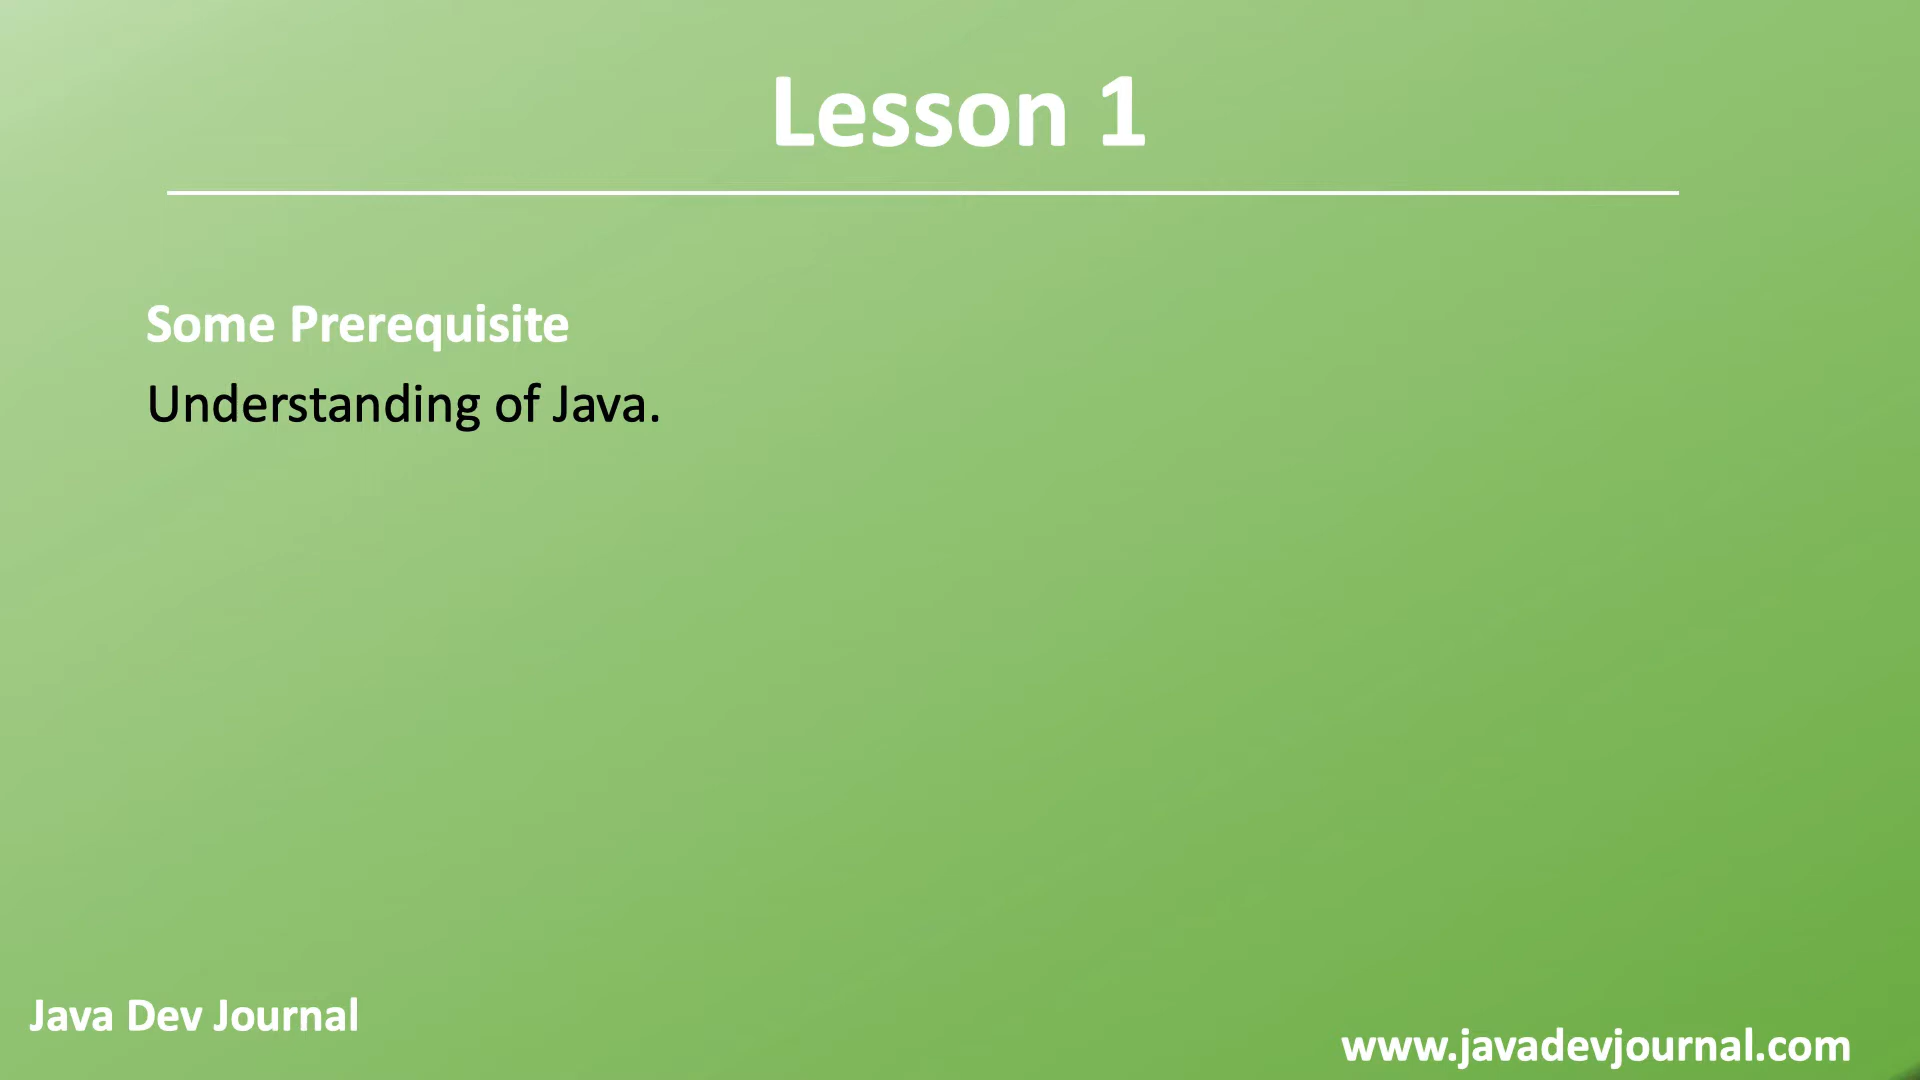 Lesson 1
Some Prerequisite
Understanding of Java.
Java Dev Journal
www.javadevjournal.com